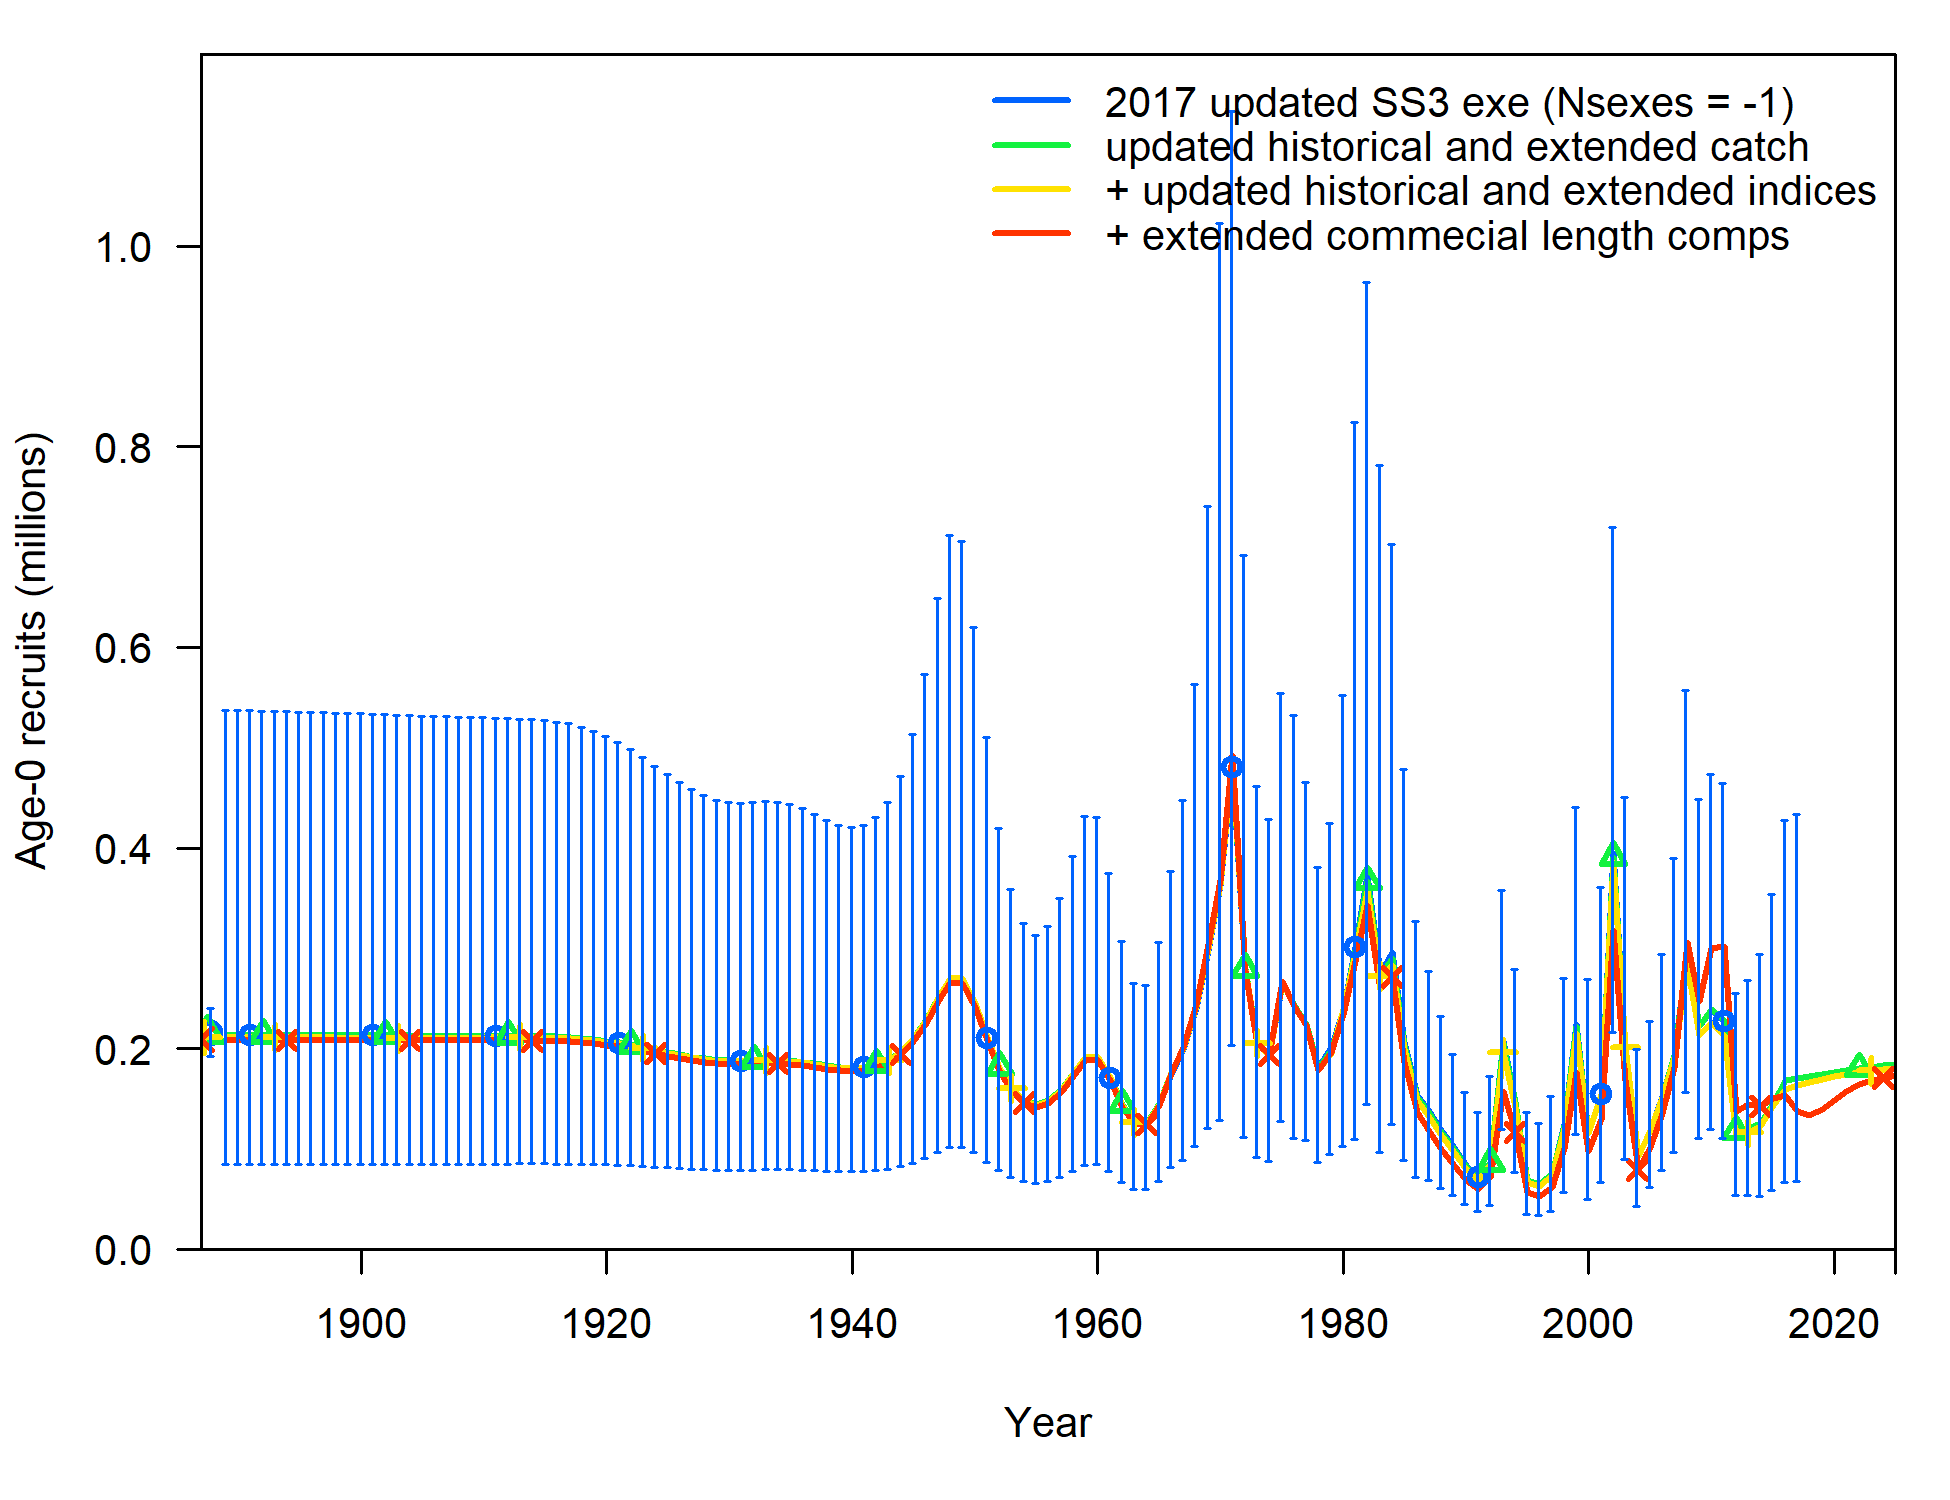 2017 updated SS3 exe (Nsexes = -1)
updated historical and extended catch
+ updated historical and extended indices
+ extended commecial length comps
Age-0 recruits (millions)
1.0
0.8
0.6
0.4
0.2
0.0
1900 1920 1940 1960 1980 2000 2020
Year